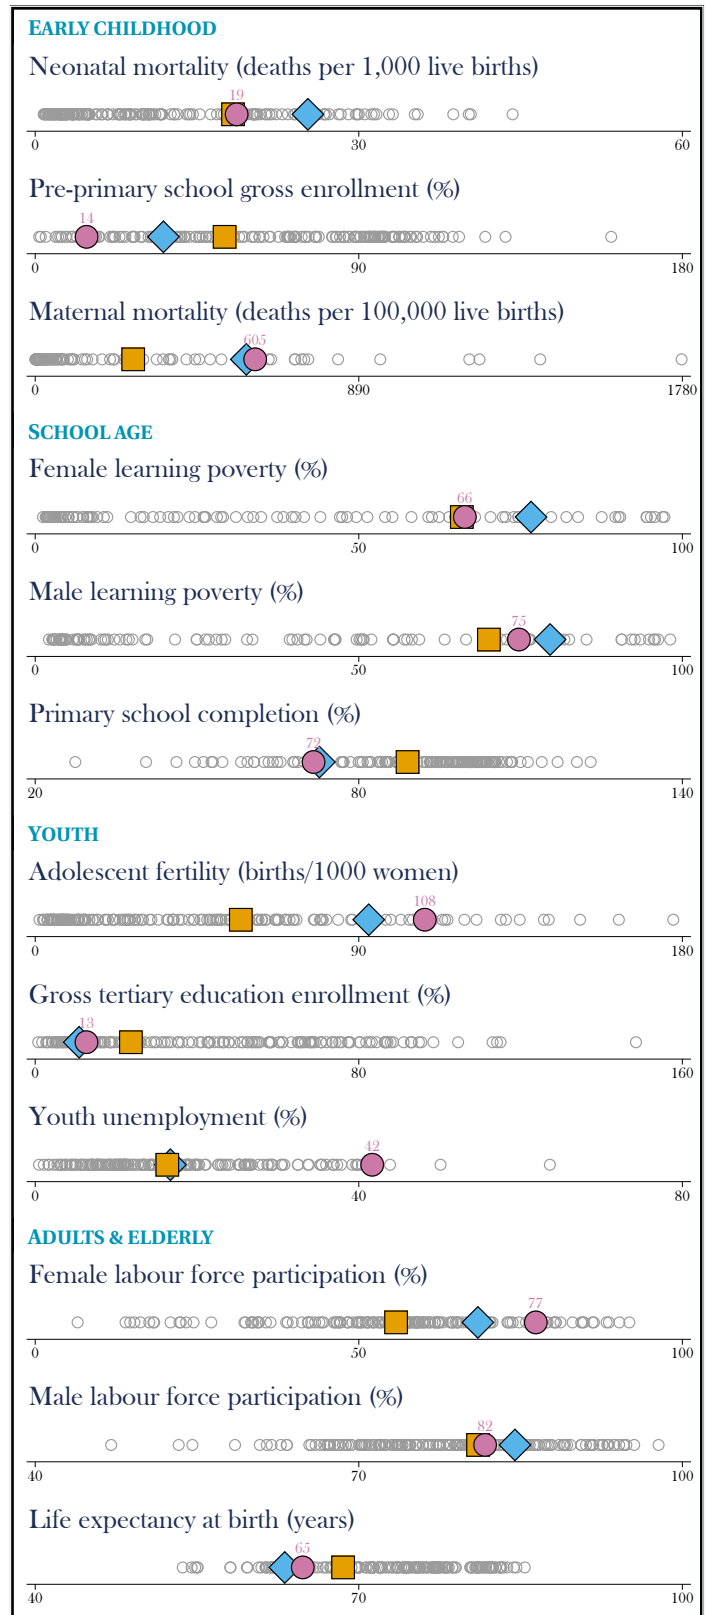 EARLY CHILDHOOD
Neonatal mortality (deaths per 1,000 live births)
19
0 30 60
Pre-primary school gross enrollment (%)
14
0 90 180
Maternal mortality (deaths per 100,000 live births)
605
0 890 1780
SCHOOL AGE
Female learning poverty (%)
66
0 50 100
Male learning poverty (%)
75
0 50 100
Primary school completion (%)
72
20 80 140
YOUTH
Adolescent fertility (births/1000 women)
108
0 90 180
Gross tertiary education enrollment (%)
13
0 80 160
Youth unemployment (%)
42
0 40 80
ADULTS & ELDERLY
Female labour force participation (%)
77
0 50 100
Male labour force participation (%)
82
40 70 100
Life expectancy at birth (years)
65
40 70 100